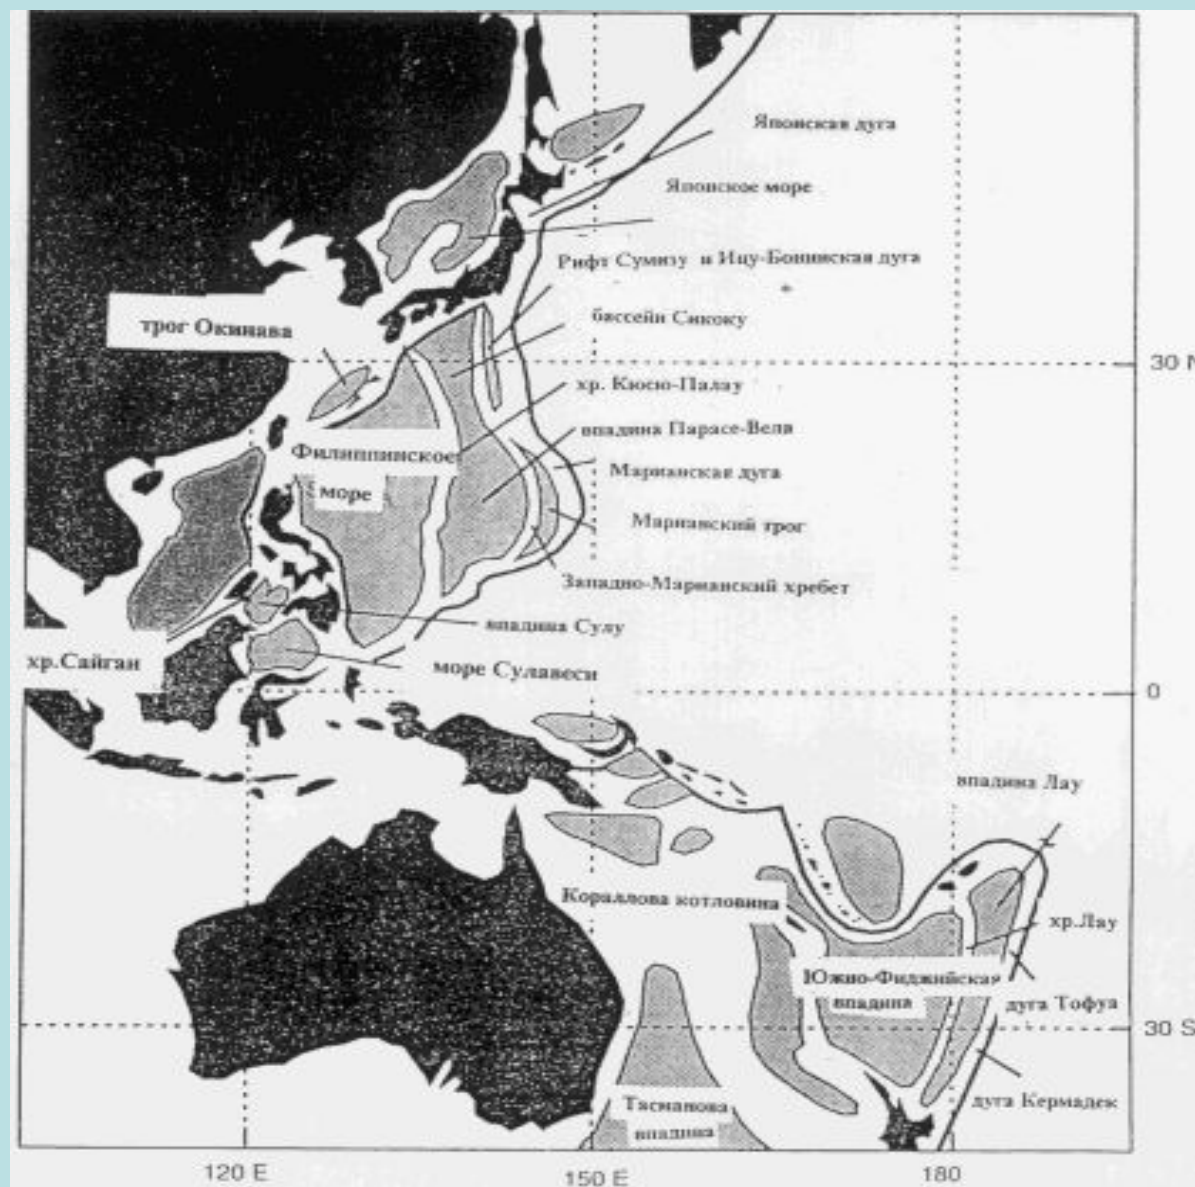 Японская дуга
Японское море
Рифт Сумизу и Ицу-Бонинская дуга
трог Окинава
бассейн Сикоку
30 N
хр. Кюсю-Палау
впадина Парасе-Вела
Филиппинское
море
Марианская дуга
Марианский трог
Западно-Марианский хребет
впадина Сулу
хр.Сайган
море Сулавеси
0
впадина Лау
Кораллова котловина
хр.Лау
Южно-Фиджийская
впадина
дуга Тофуа
30 S
дуга Кермадек
Тасманова
впадина
120 E
150 E
180